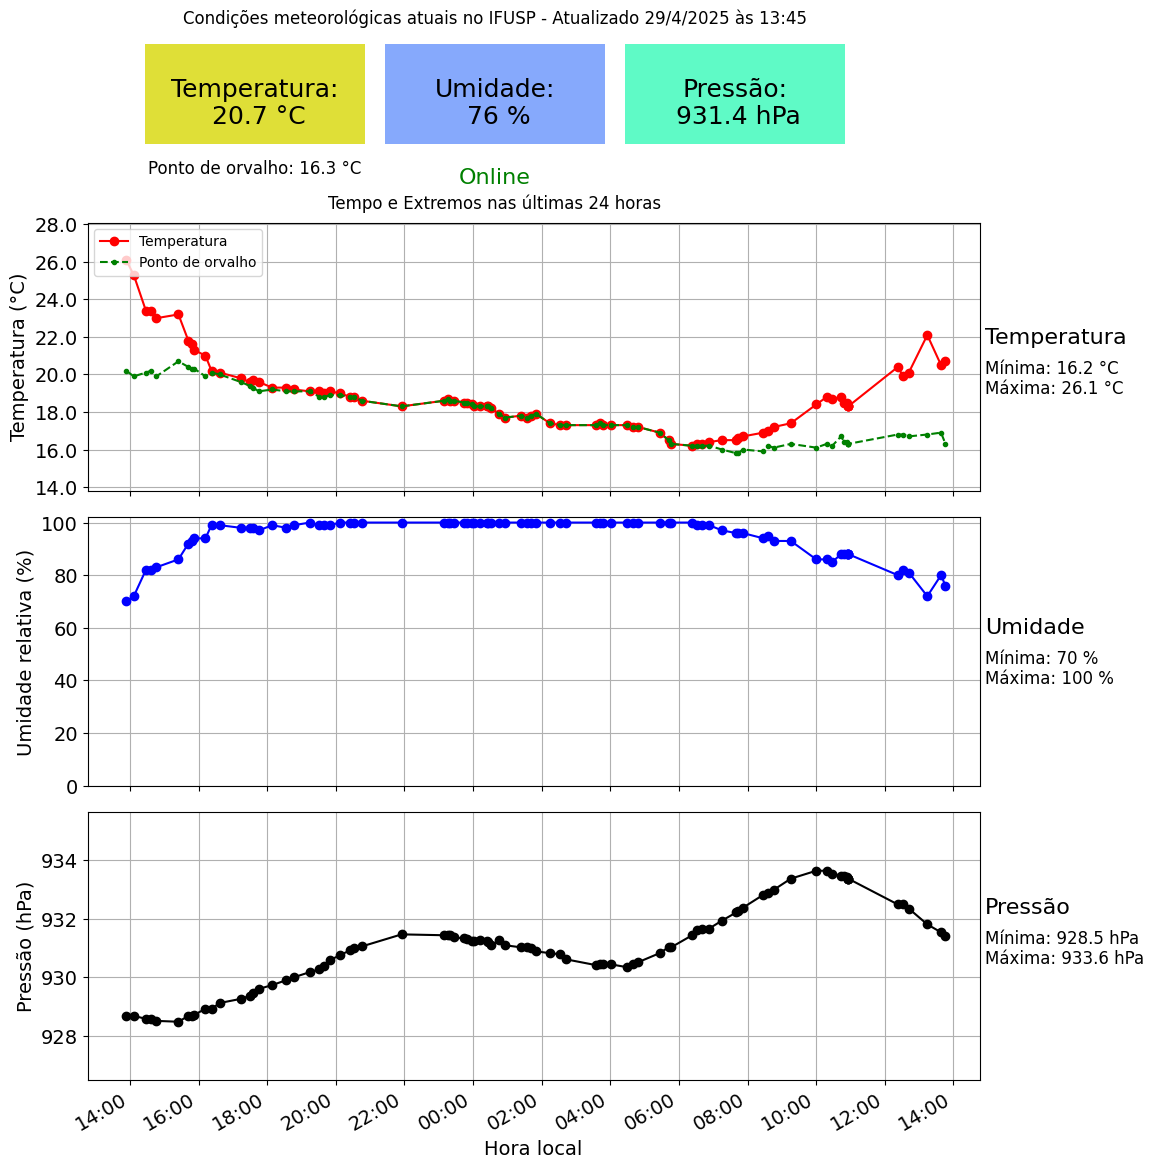 Condições meteorológicas atuais no IFUSP - Atualizado 29/4/2025 às 13:45
Temperatura:
20.7 °C
Umidade:
76 %
Pressão:
931.4 hPa
Ponto de orvalho: 16.3 °C
Online
Tempo e Extremos nas últimas 24 horas
28.0
26.0
24.0
22.0
20.0
18.0
16.0
14.0
Temperatura (°C)
Temperatura
Ponto de orvalho
Temperatura
Mínima: 16.2 °C
Máxima: 26.1 °C
100
80
60
40
20
0
Umidade relativa (%)
Umidade
Mínima: 70 %
Máxima: 100 %
934
932
930
928
Pressão (hPa)
Pressão
Mínima: 928.5 hPa
Máxima: 933.6 hPa
14:00
16:00
18:00
20:00
22:00
00:00
02:00
04:00
06:00
08:00
10:00
12:00
14:00
Hora local